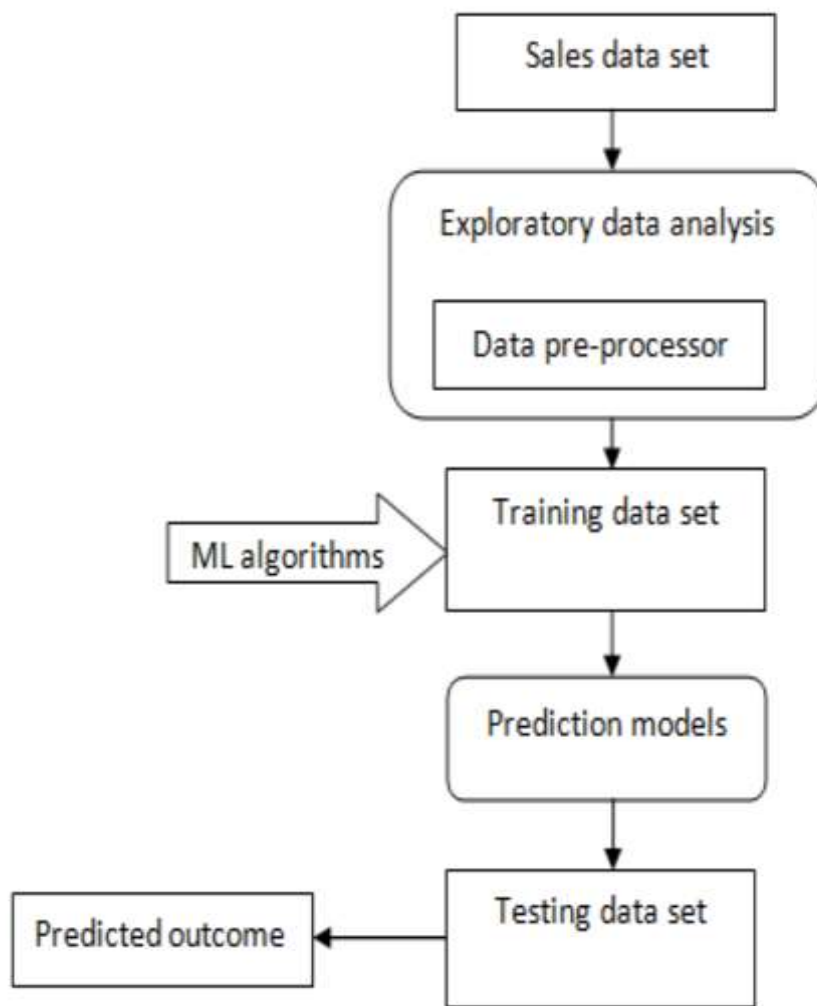 Sales data set
Exploratory data analysis
Data pre-processor
Training data set
ML algorithms
Prediction models
Testing data set
Predicted outcome